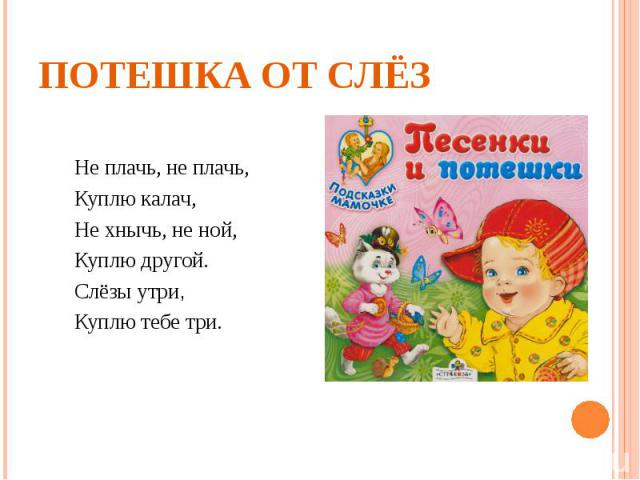 ПОТЕШКА ОТ СЛЁЗ
Не плачь, не плачь,
Куплю калач,
Не хнычь, не ной,
Куплю другой.
Слёзы утри,
Куплю тебе три.
Песенки
и потешки
ПОДСКАЗКИ
МАМОЧКЕ
«СТРЕКОЗА»